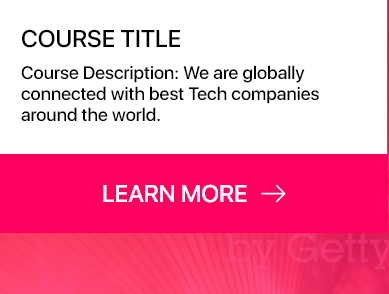 COURSE TITLE
Course Description: We are globally
connected with best Tech companies
around the world.
LEARN MORE →
by Getty